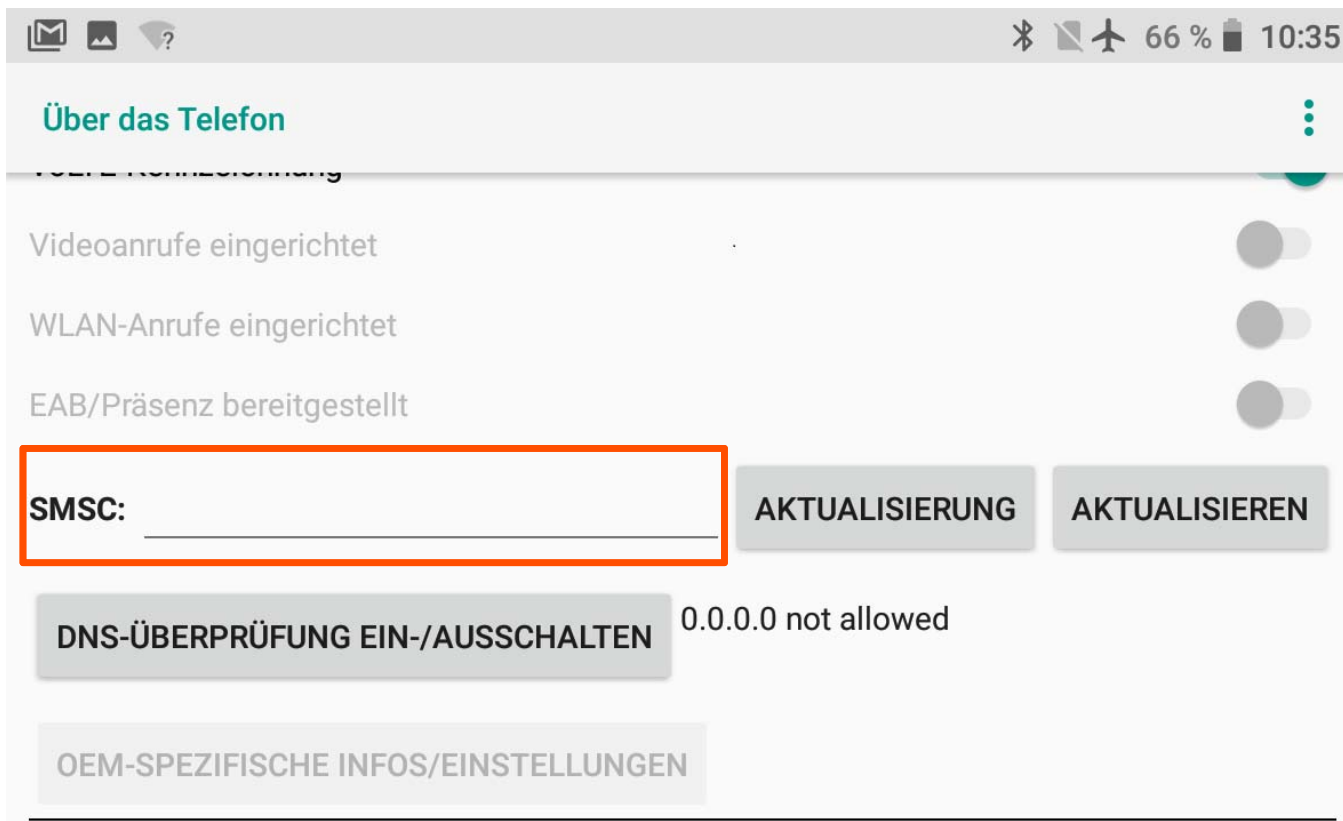 66 % 10:35
Über das Telefon
Videoanrufe eingerichtet
WLAN-Anrufe eingerichtet
EAB/Präsenz bereitgestellt
SMSC: AKTUALISIERUNG AKTUALISIEREN
DNS-ÜBERPRÜFUNG EIN-/AUSSCHALTEN 0.0.0.0 not allowed
OEM-SPEZIFISCHE INFOS/EINSTELLUNGEN